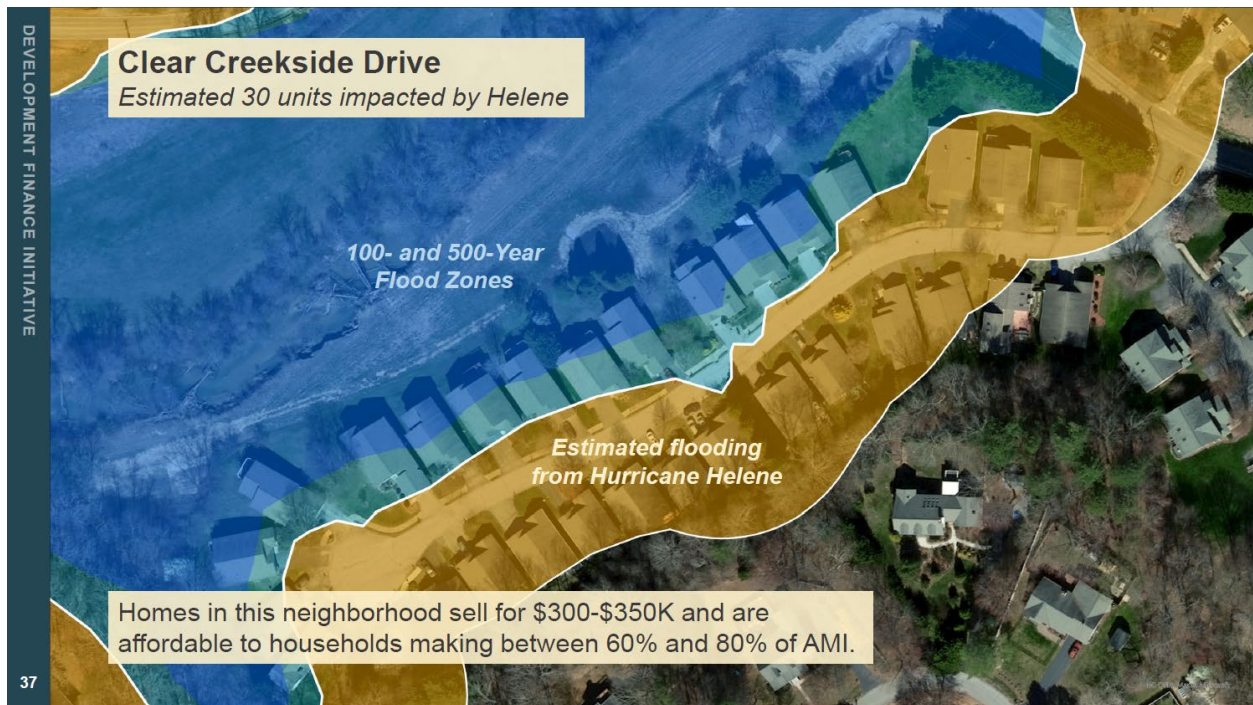 DEVELOPMENT FINANCE INITIATIVE
Clear Creekside Drive
Estimated 30 units impacted by Helene
100- and 500-Year
Flood Zones
Estimated flooding
from Hurricane Helene
Homes in this neighborhood sell for $300-$350K and are
affordable to households making between 60% and 80% of AMI.
37